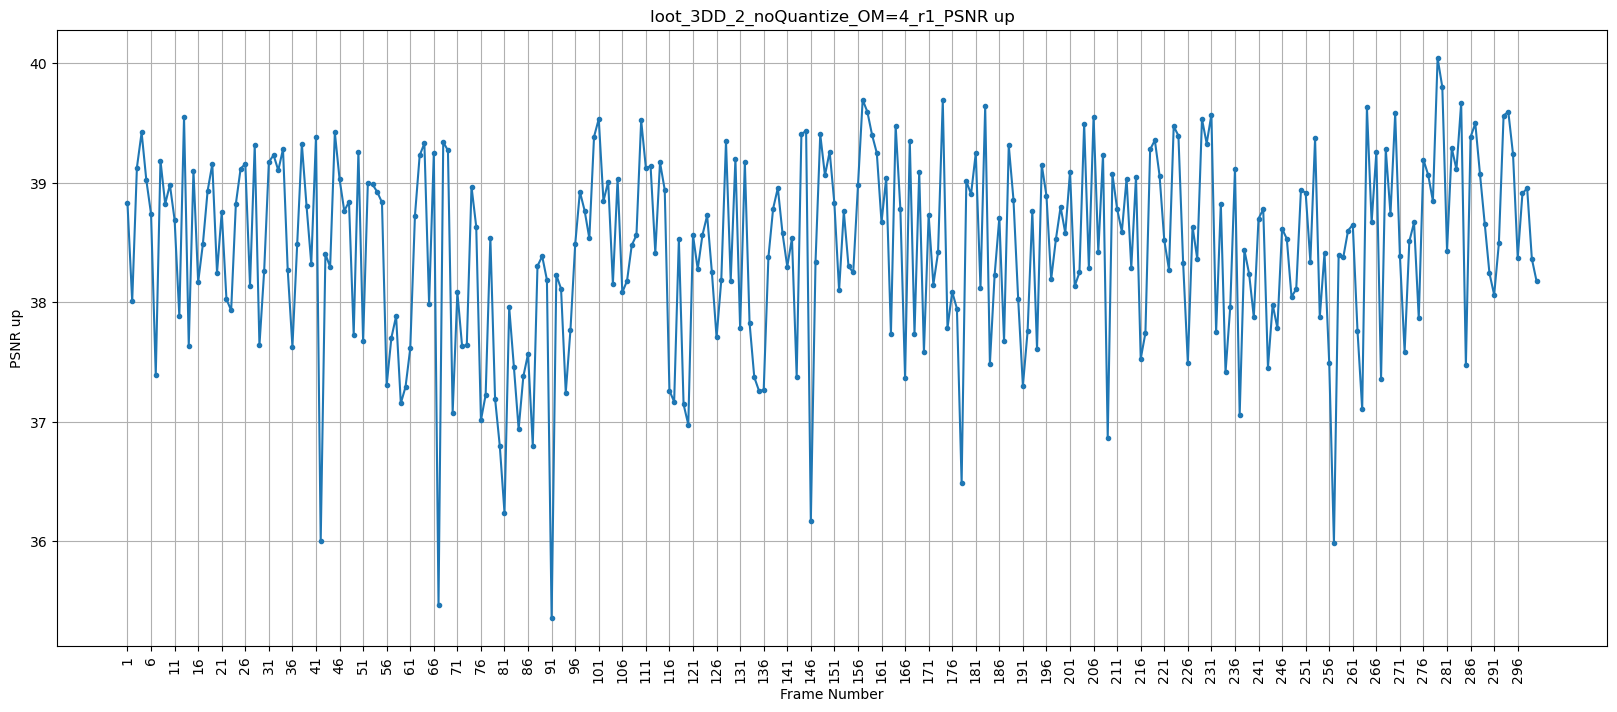 loot_3DD_2_noQuantize_OM=4_r1_PSNR up
40
39
38
37
36
PSNR up
1 6 11 16 21 26 31 36 41 46 51 56 61 66 71 76 81 86 91 96 101 106 111 116 121 126 131 136 141 146 151 156 161 166 171 176 181 186 191 196 201 206 211 216 221 226 231 236 241 246 251 256 261 266 271 276 281 286 291 296
Frame Number